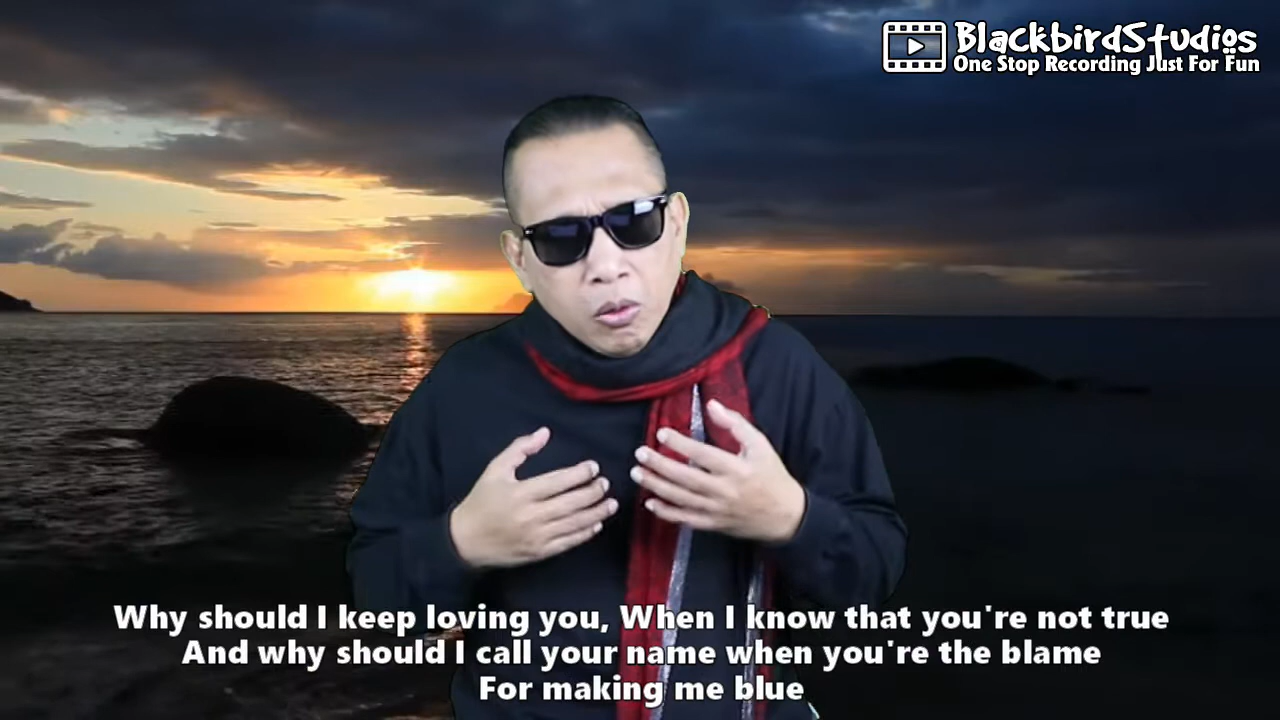 BlackbirdStudios
One Stop Recording Just For Fun
Why should I keep loving you, When I know that you're not true
And why should I call your name when you're the blame
For making me blue